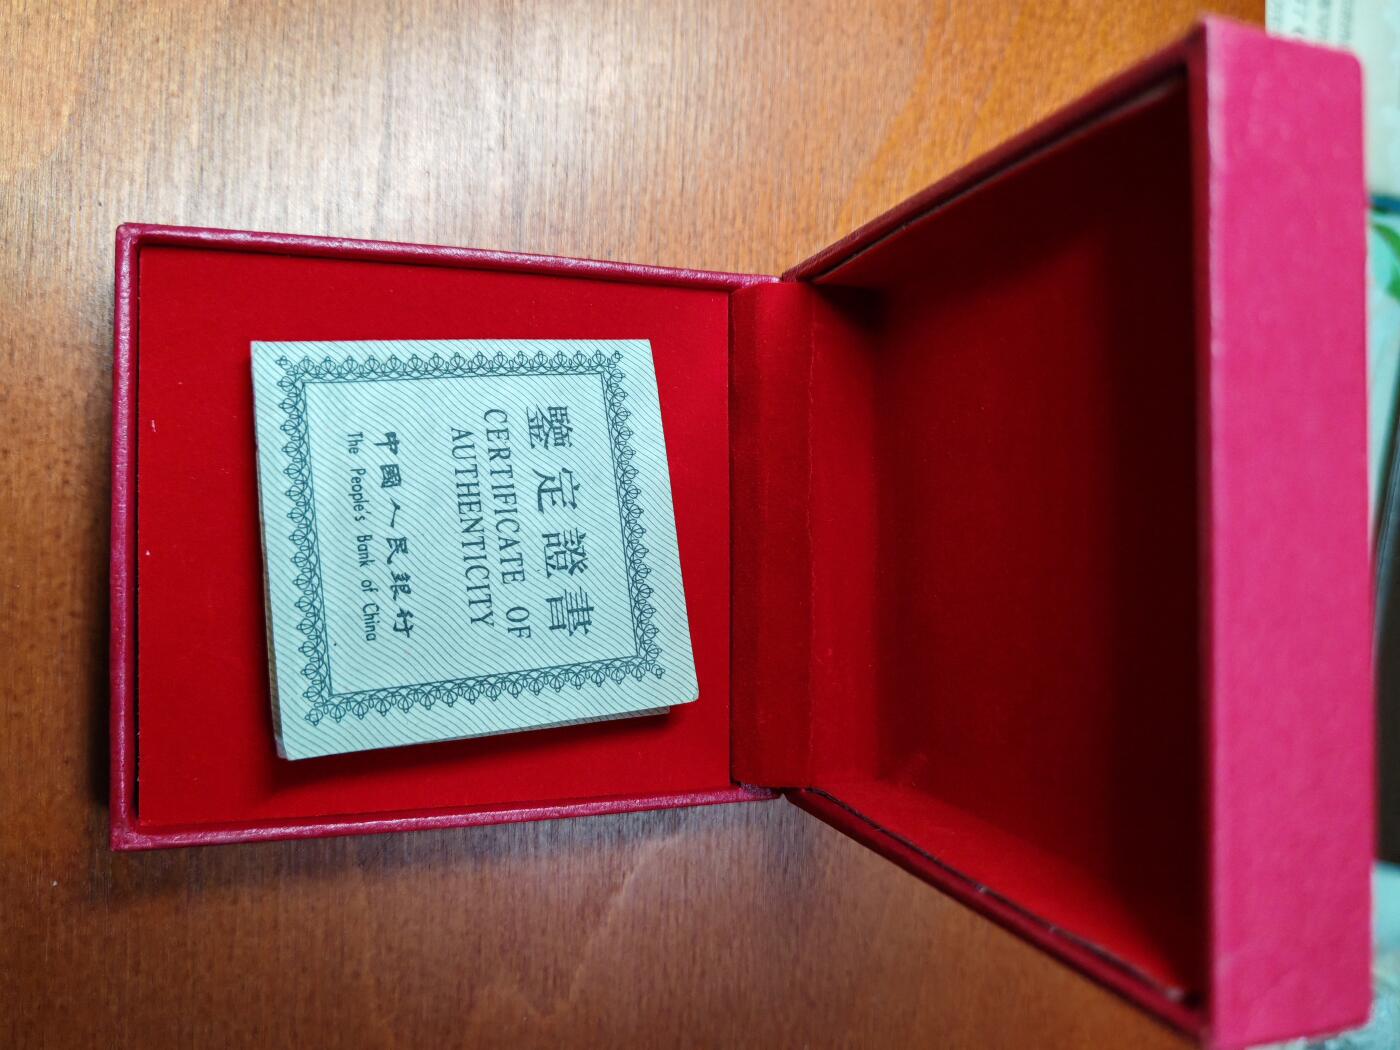 鑒定證書
CERTIFICATE OF
AUTHENTICITY
中國人民銀行
The People's Bank of China